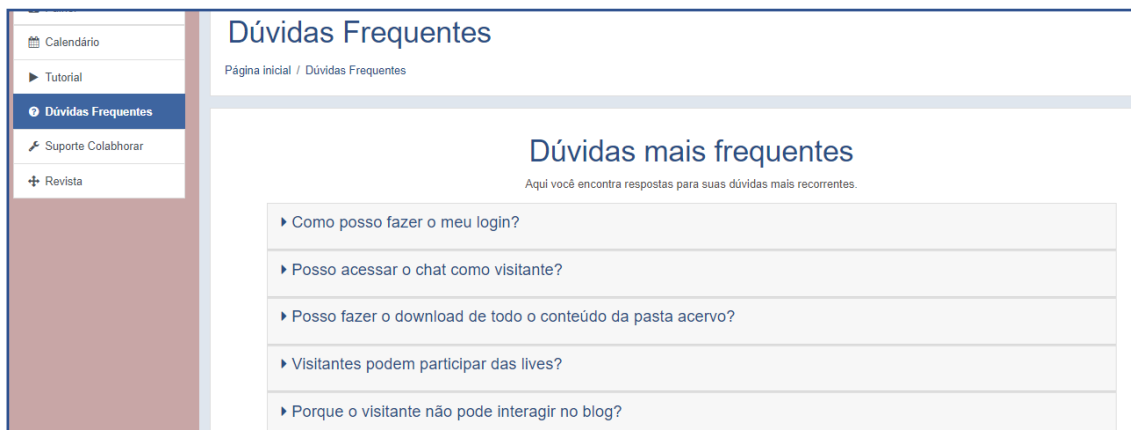 Calendário
Tutorial
Dúvidas Frequentes
Suporte Colabhorar
Revista
Dúvidas Frequentes
Página inicial / Dúvidas Frequentes
Dúvidas mais frequentes
Aqui você encontra respostas para suas dúvidas mais recorrentes.
Como posso fazer o meu login?
Posso acessar o chat como visitante?
Posso fazer o download de todo o conteúdo da pasta acervo?
Visitantes podem participar das lives?
Porque o visitante não pode interagir no blog?